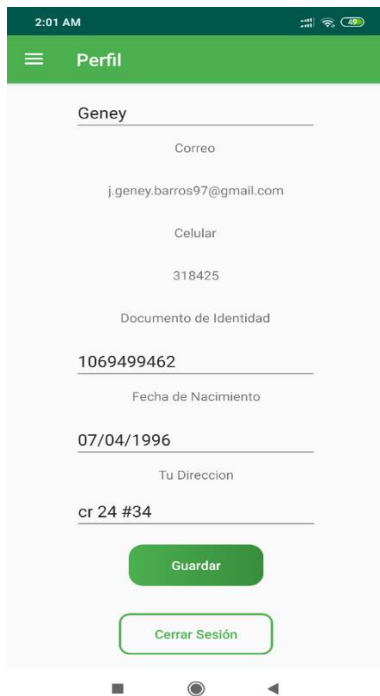 2:01 AM
49
Perfil
Geney
Correo
j.geney.barros97@gmail.com
Celular
318425
Documento de Identidad
1069499462
Fecha de Nacimiento
07/04/1996
Tu Direccion
cr 24 #34
Guardar
Cerrar Sesión